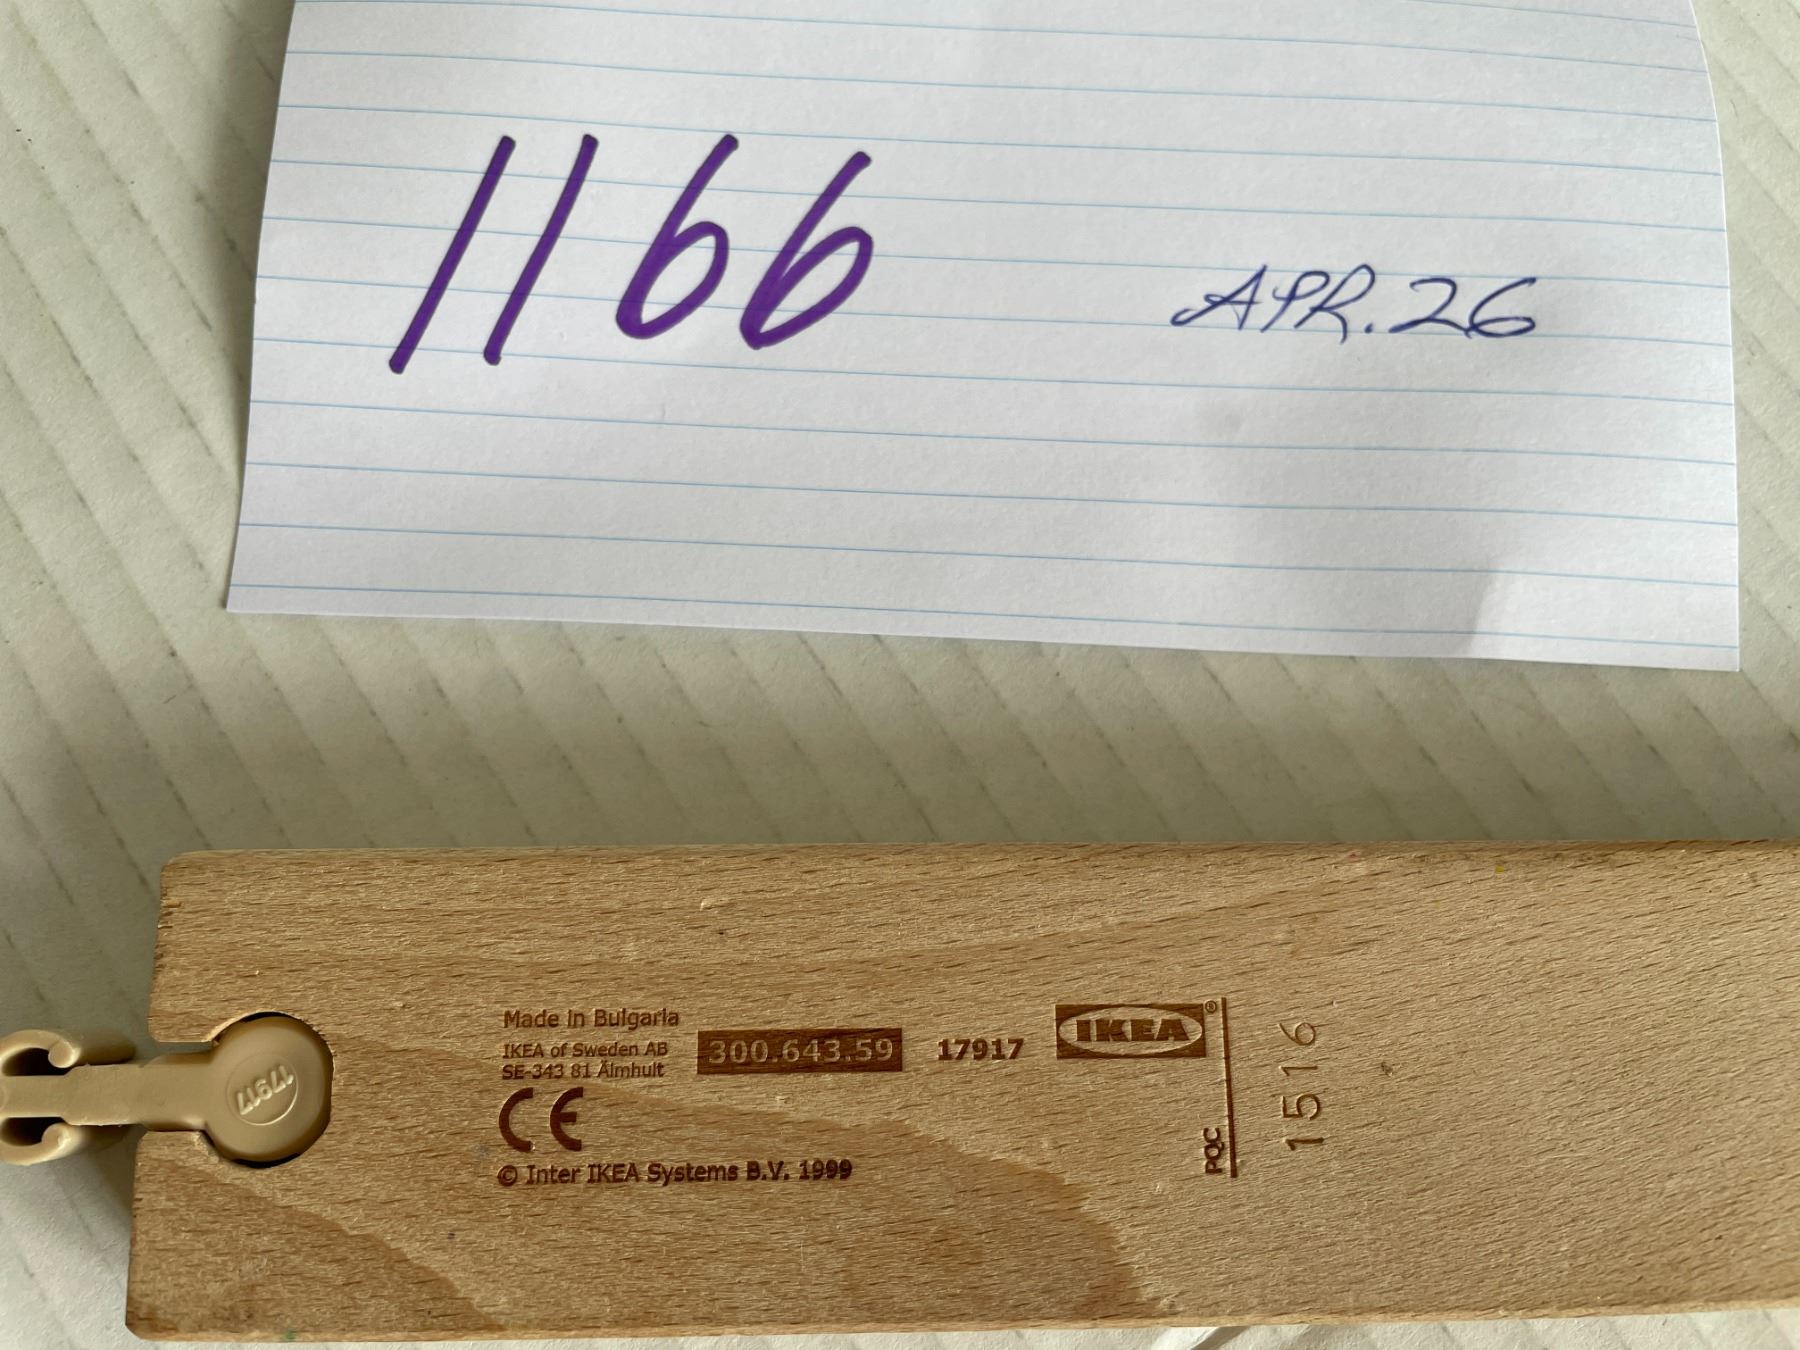 1166
APR. 26
Made in Bulgaria
IKEA of Sweden AB
SE-343 81 Älmhult
300.643.59
17917
IKEA®
CE
© Inter IKEA Systems B.V. 1999
PQC
1516
17917